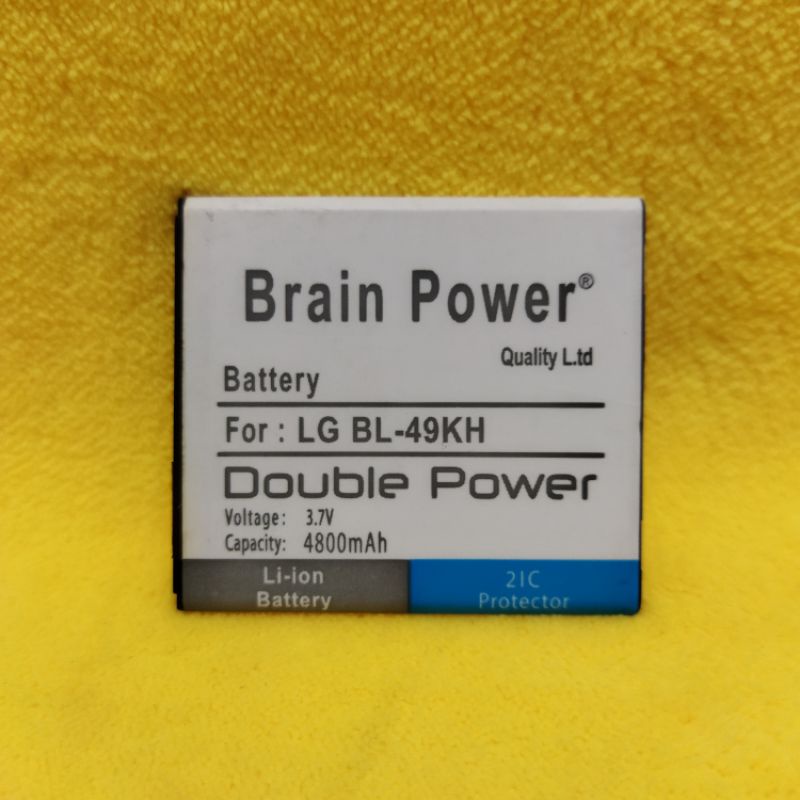 Brain Power®
Quality L.td
Battery
For : LG BL-49KH
Double Power
Voltage: 3.7V
Capacity: 4800mAh
Li-ion
Battery
2IC
Protector